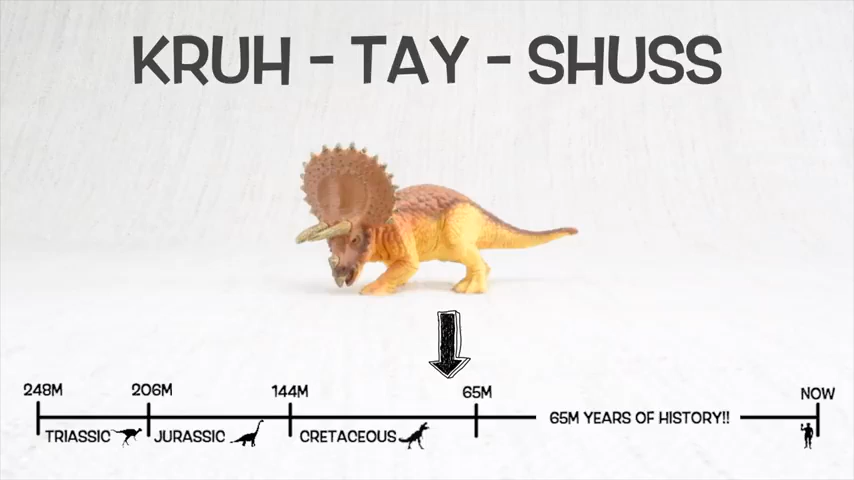 KRUH - TAY - SHUSS
248M 206M 144M 65M NOW
65M YEARS OF HISTORY!!
TRIASSIC JURASSIC CRETACEOUS